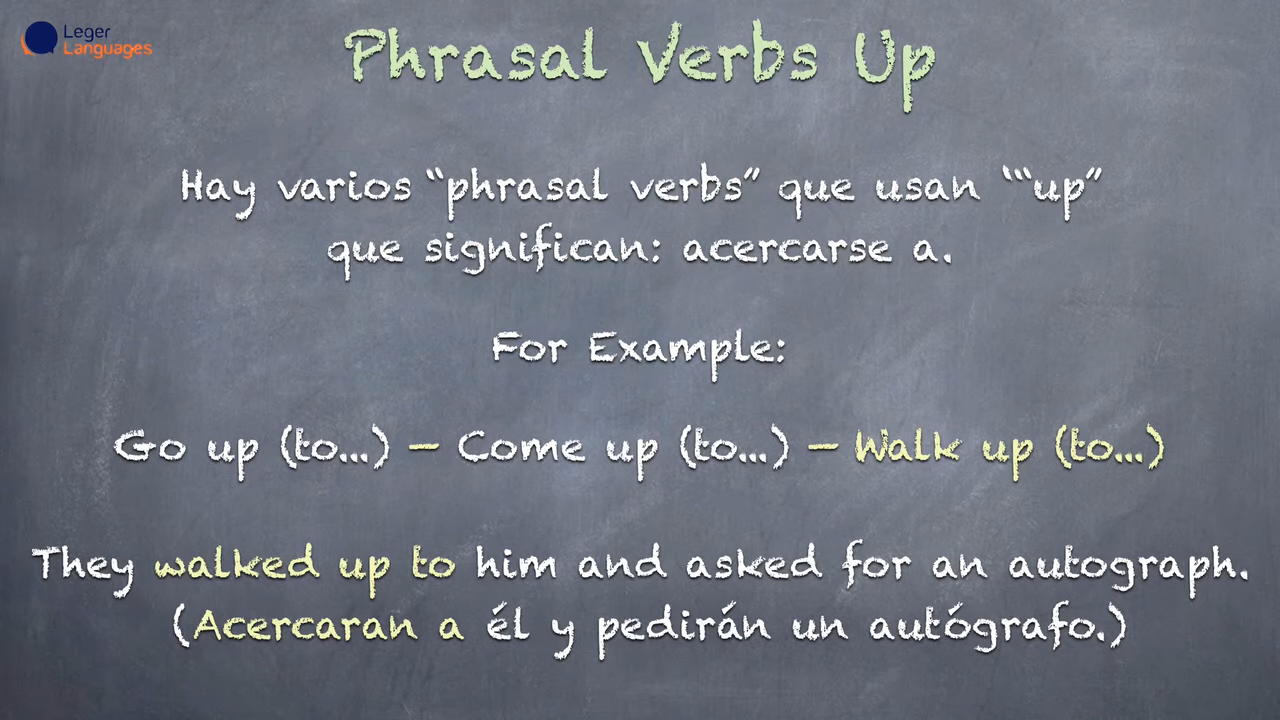 Leger
Languages
Phrasal Verbs Up
Hay varios “phrasal verbs” que usan ‘“up”
que significan: acercarse a.
For Example:
Go up (to...) – Come up (to...) – Walk up (to...)
They walked up to him and asked for an autograph.
(Acercaran a él y pedirán un autógrafo.)